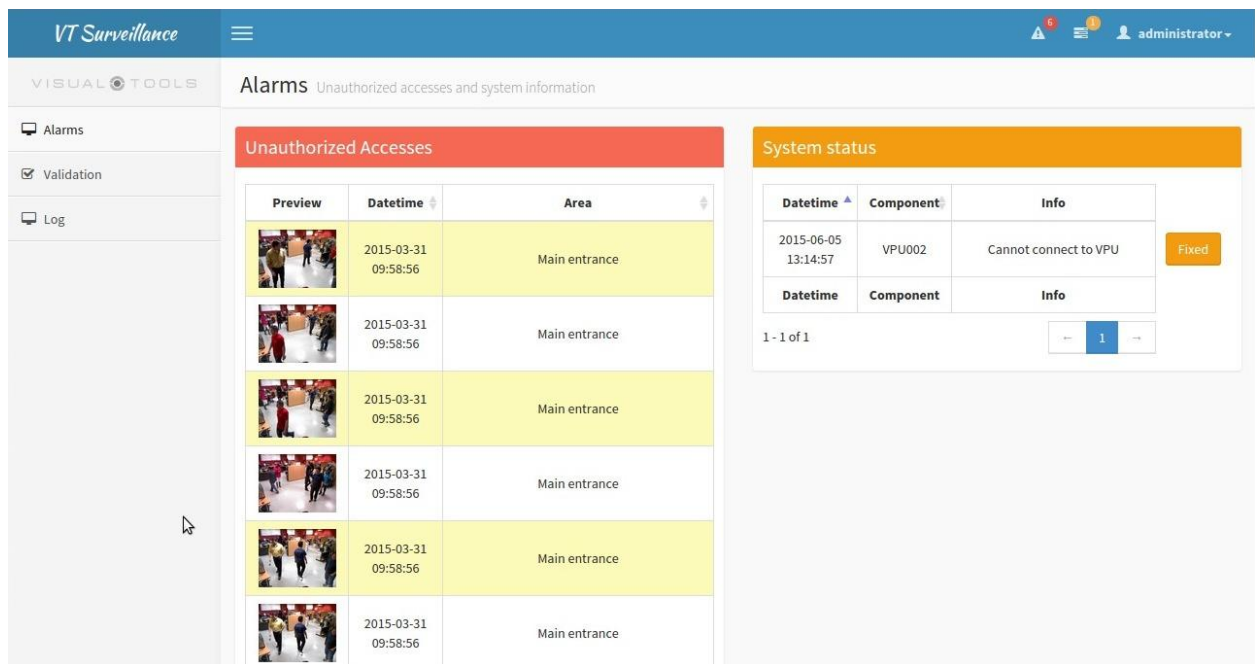 VT Surveillance
6
1
administrator
VISUAL TOOLS
Alarms Unauthorized accesses and system information
Alarms
Validation
Log
Unauthorized Accesses
Preview Datetime Area
2015-03-31
09:58:56
Main entrance
2015-03-31
09:58:56
Main entrance
2015-03-31
09:58:56
Main entrance
2015-03-31
09:58:56
Main entrance
2015-03-31
09:58:56
Main entrance
2015-03-31
09:58:56
Main entrance
System status
Datetime Component Info
2015-06-05
13:14:57
VPU002
Cannot connect to VPU
Fixed
Datetime Component Info
1 - 1 of 1
← 1 →